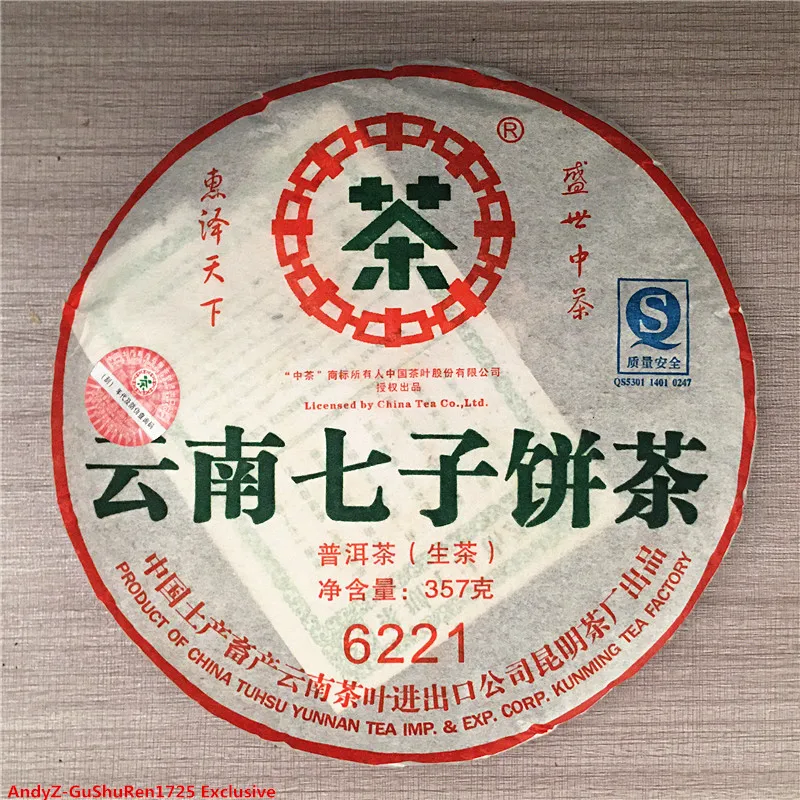 ®
茶
惠泽天下
盛世中茶
QS
质量安全
QS5301 1401 0247
“中茶”商标所有人中国茶叶股份有限公司
授权出品
Licensed by China Tea Co.,Ltd.
云南七子饼茶
普洱茶（生茶）
净含量：357克
6221
中国土产畜产云南茶叶进出口公司昆明茶厂出品
PRODUCT OF CHINA TUHSU YUNNAN TEA IMP. & EXP. CORP. KUNMING TEA FACTORY
AndyZ-GuShuRen1725 Exclusive